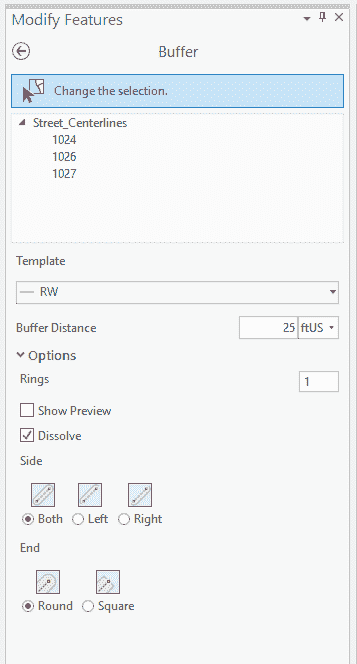 Modify Features
Buffer
Change the selection.
Street_Centerlines
1024
1026
1027
Template
RW
Buffer Distance 25 ftUS
Options
Rings 1
Show Preview
Dissolve
Side
Both Left Right
End
Round Square